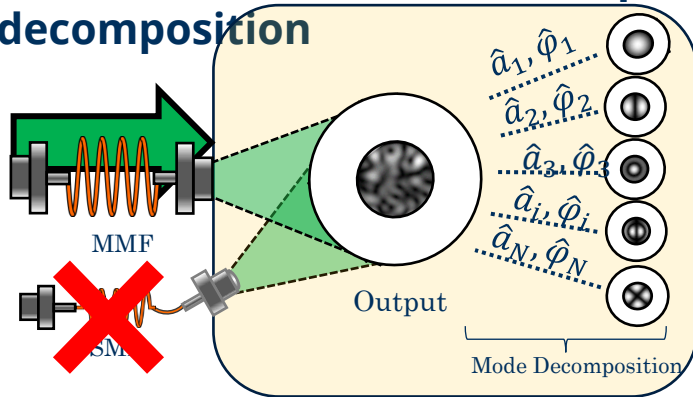 decomposition
â₁, φ̂₁
â₂, φ̂₂
â₃, φ̂₃
âᵢ, φ̂ᵢ
â_N, φ̂_N
MMF
Output
Mode Decomposition